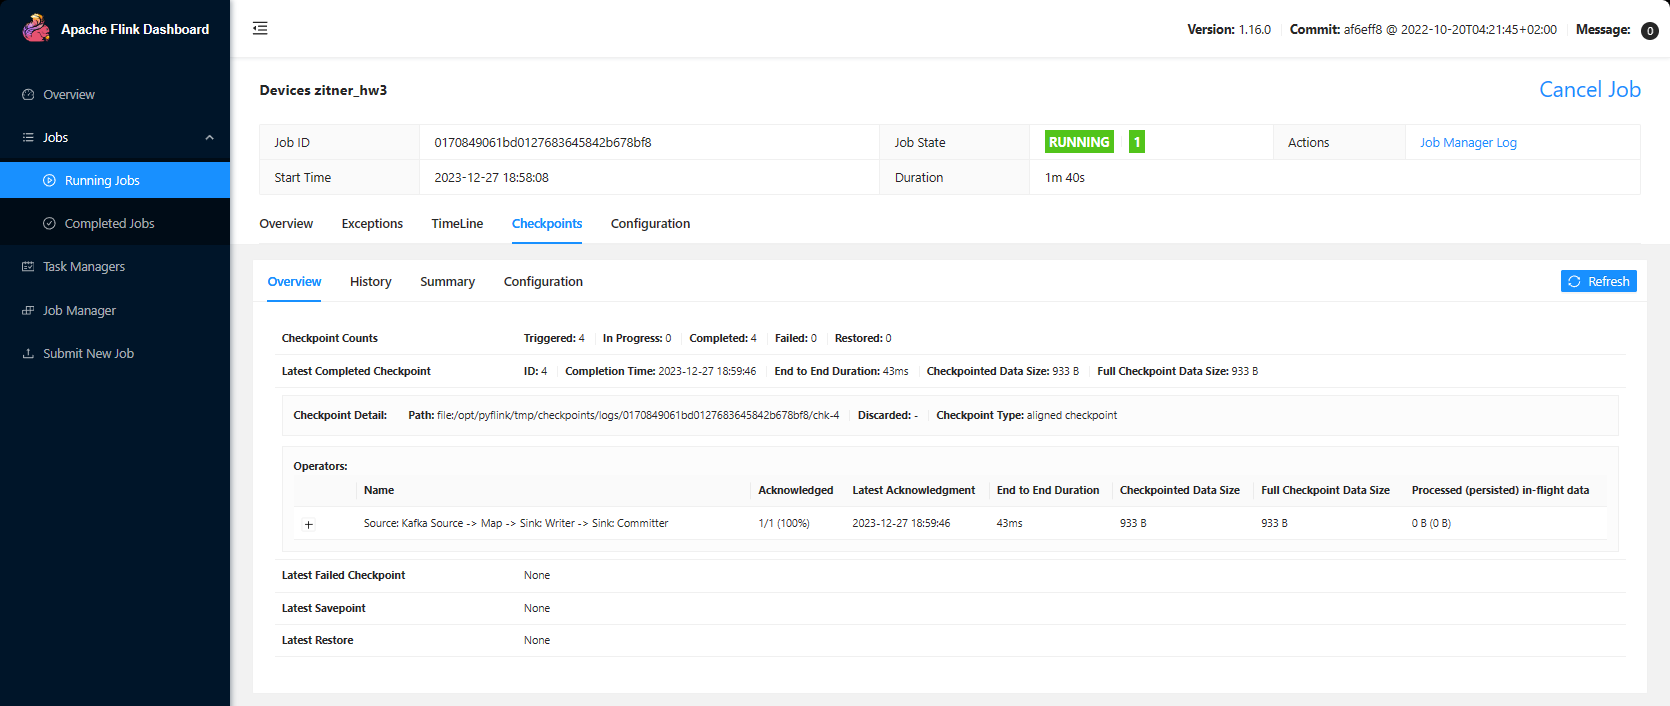 Apache Flink Dashboard
Version: 1.16.0 Commit: af6eff8 @ 2022-10-20T04:21:45+02:00 Message: 0
Overview
Jobs
Running Jobs
Completed Jobs
Task Managers
Job Manager
Submit New Job
Devices zitner_hw3
Cancel Job
Job ID 0170849061bd0127683645842b678bf8 Job State RUNNING 1 Actions Job Manager Log
Start Time 2023-12-27 18:58:08 Duration 1m 40s
Overview Exceptions TimeLine Checkpoints Configuration
Overview History Summary Configuration Refresh
Checkpoint Counts Triggered: 4 In Progress: 0 Completed: 4 Failed: 0 Restored: 0
Latest Completed Checkpoint ID: 4 Completion Time: 2023-12-27 18:59:46 End to End Duration: 43ms Checkpointed Data Size: 933 B Full Checkpoint Data Size: 933 B
Checkpoint Detail: Path: file:/opt/pyflink/tmp/checkpoints/logs/0170849061bd0127683645842b678bf8/chk-4 Discarded: - Checkpoint Type: aligned checkpoint
Operators:
Name Acknowledged Latest Acknowledgment End to End Duration Checkpointed Data Size Full Checkpoint Data Size Processed (persisted) in-flight data
+ Source: Kafka Source -> Map -> Sink: Writer -> Sink: Committer 1/1 (100%) 2023-12-27 18:59:46 43ms 933 B 933 B 0 B (0 B)
Latest Failed Checkpoint None
Latest Savepoint None
Latest Restore None